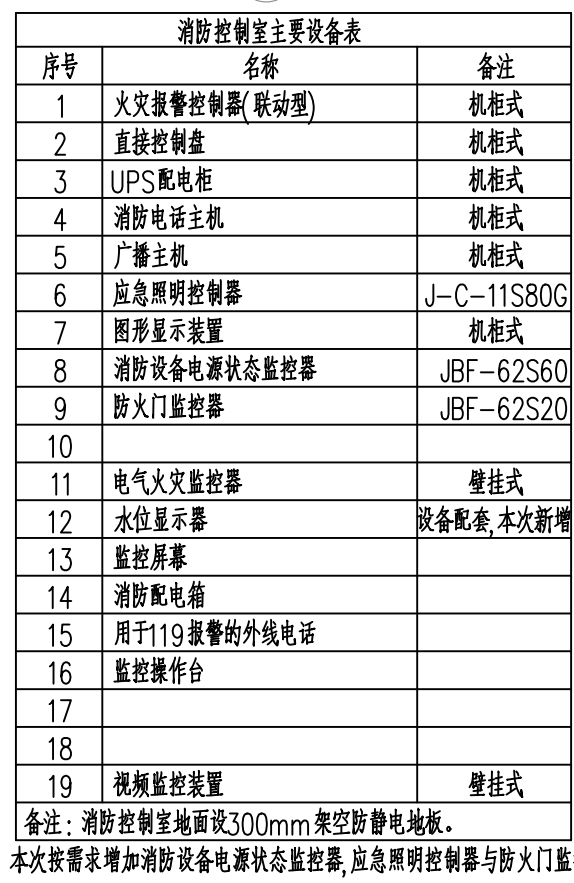 消防控制室主要设备表
序号 名称 备注
1 火灾报警控制器(联动型) 机柜式
2 直接控制盘 机柜式
3 UPS配电柜 机柜式
4 消防电话主机 机柜式
5 广播主机 机柜式
6 应急照明控制器 J-C-11S80G
7 图形显示装置 机柜式
8 消防设备电源状态监控器 JBF-62S60
9 防火门监控器 JBF-62S20
10
11 电气火灾监控器 壁挂式
12 水位显示器 设备配套,本次新增
13 监控屏幕
14 消防配电箱
15 用于119报警的外线电话
16 监控操作台
17
18
19 视频监控装置 壁挂式
备注:消防控制室地面设300mm架空防静电地板。
本次按需求增加消防设备电源状态监控器,应急照明控制器与防火门监